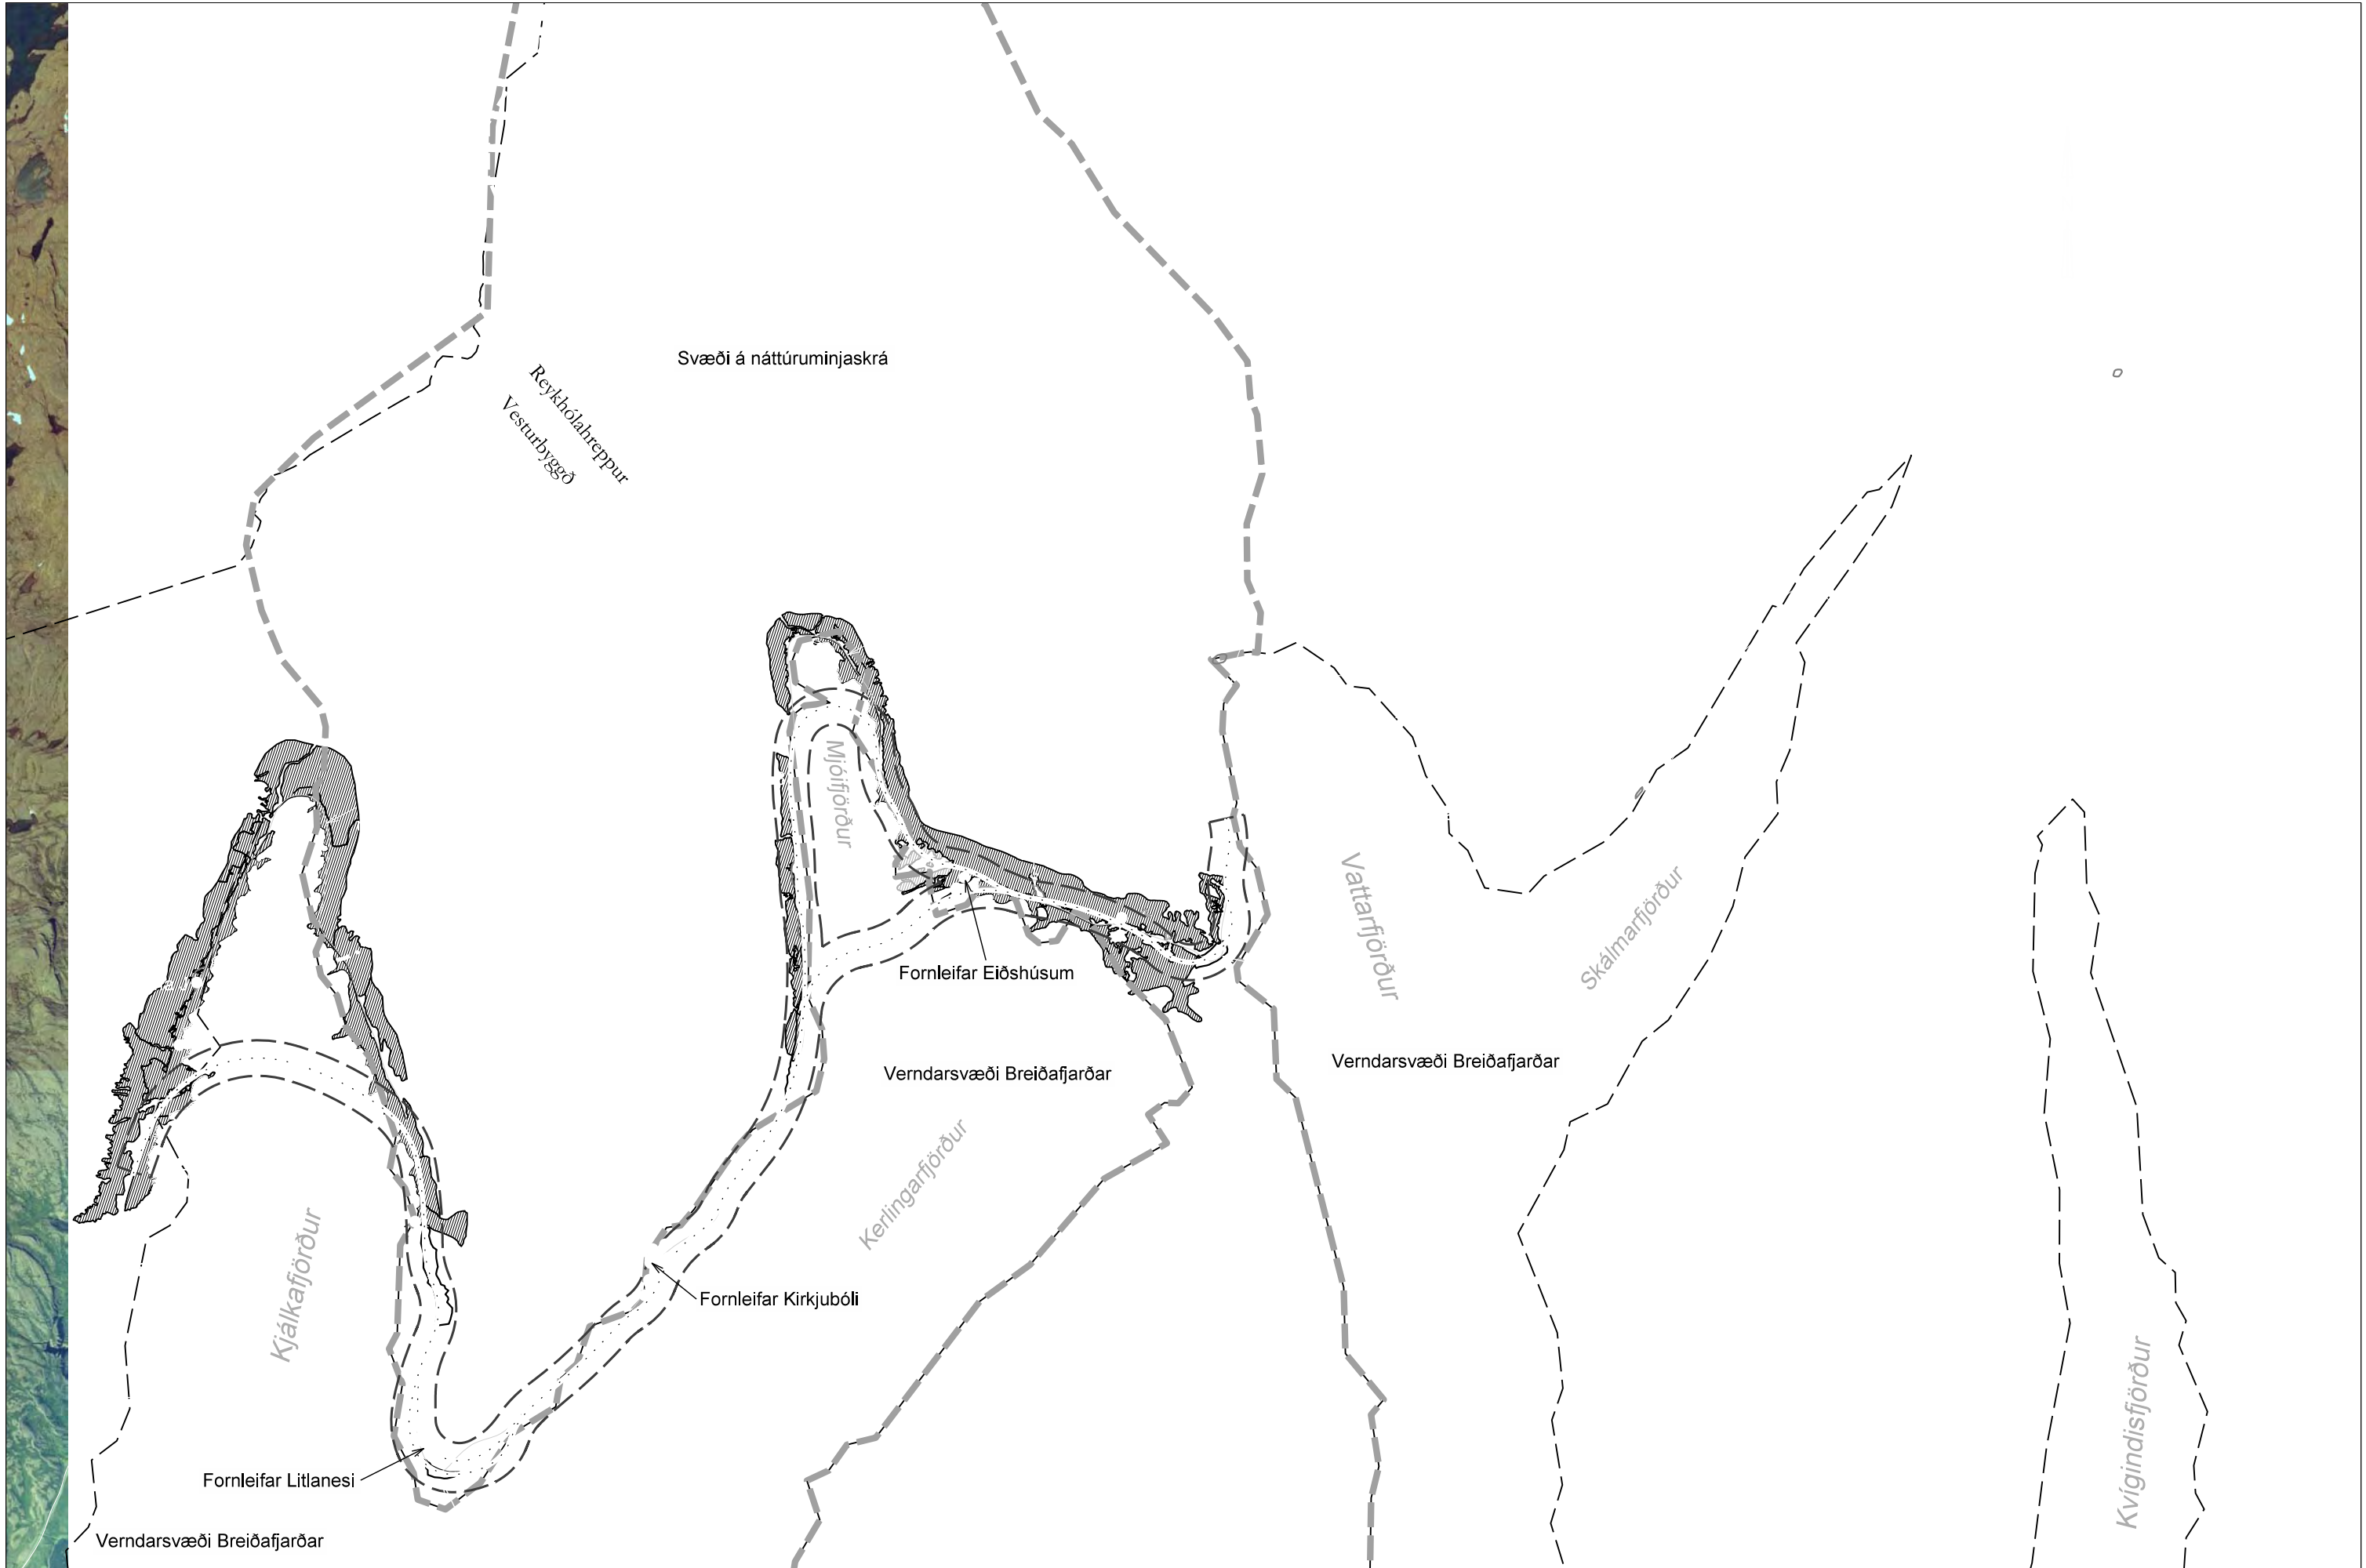 Svæði á náttúruminjaskrá
Reykhólahreppur
Vesturbyggð
Mjóifjörður
Vattarfjörður
Skálmarfjörður
Fornleifar Eiðshúsum
Verndarsvæði Breiðafjarðar
Verndarsvæði Breiðafjarðar
Kerlingarfjörður
Kjálkafjörður
Fornleifar Kirkjubóli
Kvígindisfjörður
Fornleifar Litlanesi
Verndarsvæði Breiðafjarðar